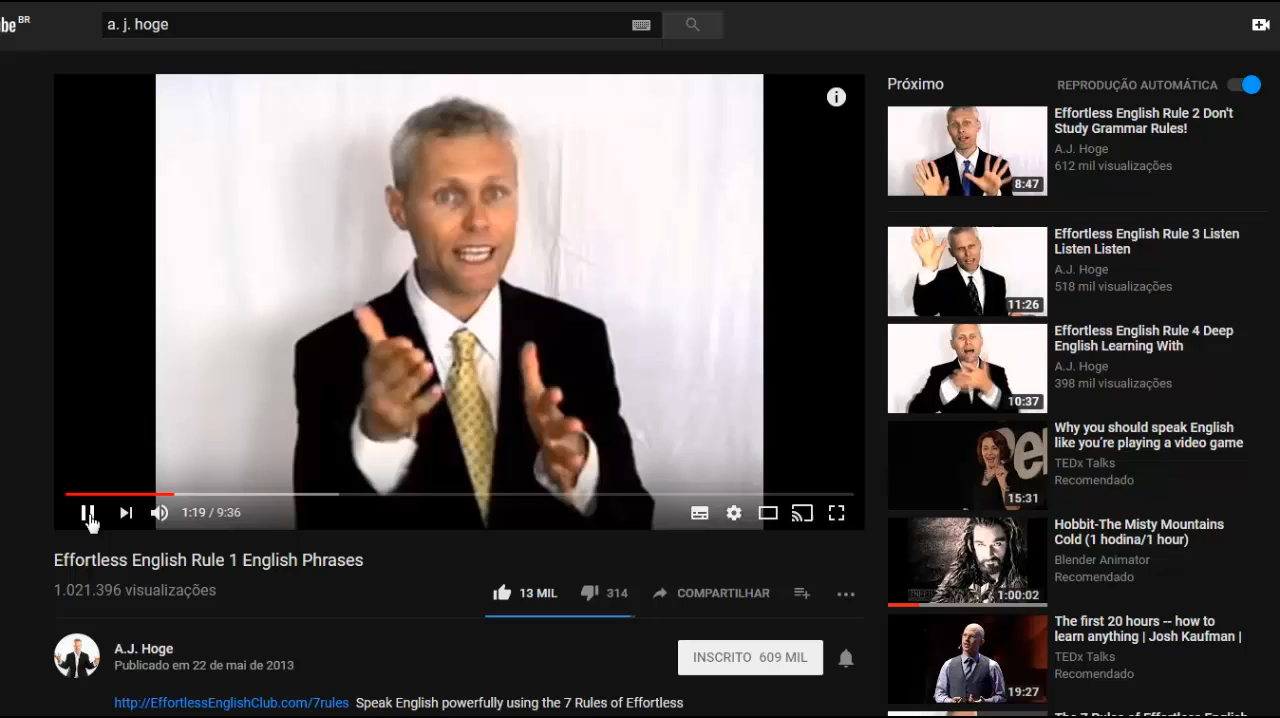 be BR
a. j. hoge
Próximo
REPRODUÇÃO AUTOMÁTICA
Effortless English Rule 2 Don't
Study Grammar Rules!
A.J. Hoge
612 mil visualizações
8:47
Effortless English Rule 3 Listen
Listen Listen
A.J. Hoge
518 mil visualizações
11:26
Effortless English Rule 4 Deep
English Learning With
A.J. Hoge
398 mil visualizações
10:37
Why you should speak English
like you're playing a video game
TEDx Talks
Recomendado
15:31
Hobbit-The Misty Mountains
Cold (1 hodina/1 hour)
Blender Animator
Recomendado
1:00:02
The first 20 hours -- how to
learn anything | Josh Kaufman |
TEDx Talks
Recomendado
19:27
The 7 Rules of Effortless English
1:19 / 9:36
Effortless English Rule 1 English Phrases
1.021.396 visualizações
13 MIL
314
COMPARTILHAR
A.J. Hoge
Publicado em 22 de mai de 2013
INSCRITO 609 MIL
http://EffortlessEnglishClub.com/7rules Speak English powerfully using the 7 Rules of Effortless